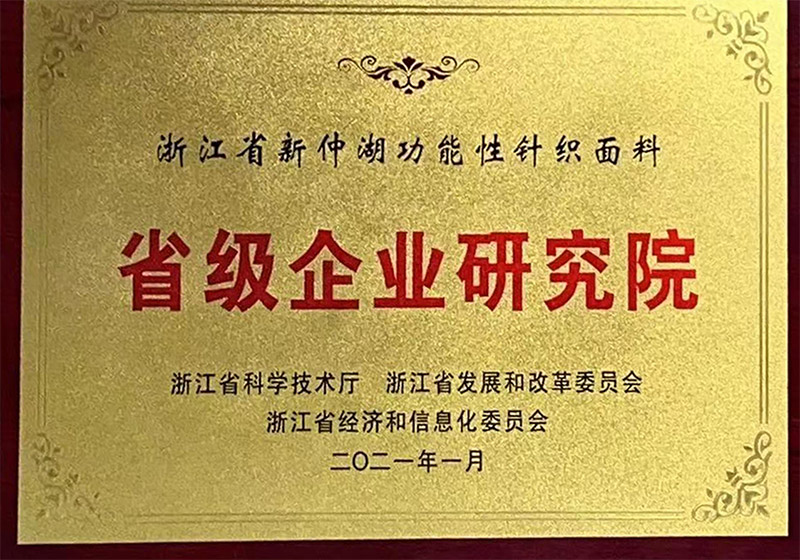 浙江省新仲湖功能性针织面料
省级企业研究院
浙江省科学技术厅 浙江省发展和改革委员会
浙江省经济和信息化委员会
二〇二一年一月